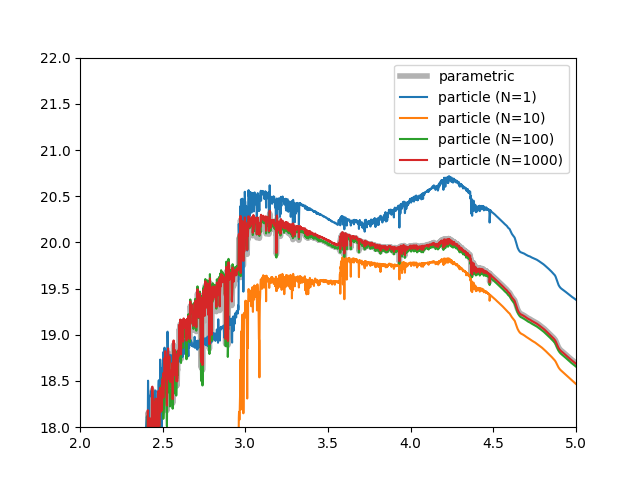 22.0
21.5
21.0
20.5
20.0
19.5
19.0
18.5
18.0
2.0 2.5 3.0 3.5 4.0 4.5 5.0
parametric
particle (N=1)
particle (N=10)
particle (N=100)
particle (N=1000)